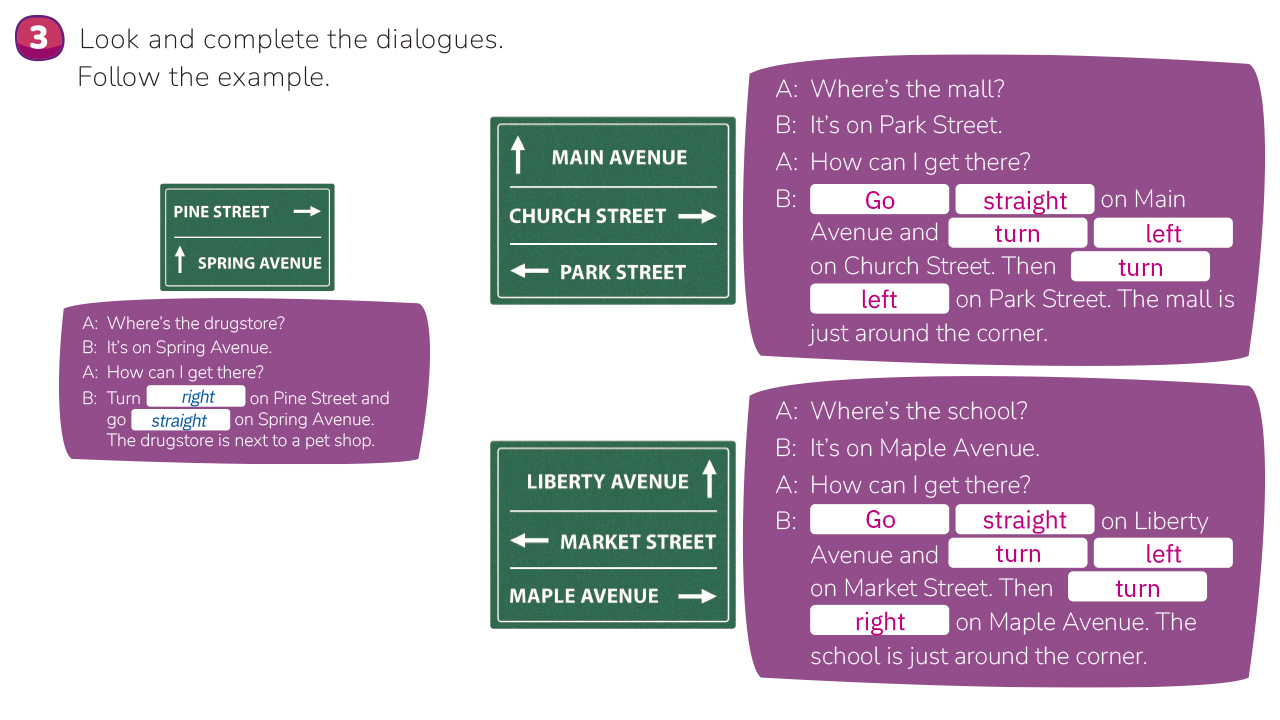 3 Look and complete the dialogues.
Follow the example.
PINE STREET
SPRING AVENUE
A: Where's the drugstore?
B: It's on Spring Avenue.
A: How can I get there?
B: Turn right on Pine Street and
go straight on Spring Avenue.
The drugstore is next to a pet shop.
MAIN AVENUE
CHURCH STREET
PARK STREET
A: Where's the mall?
B: It's on Park Street.
A: How can I get there?
B: Go straight on Main
Avenue and turn left
on Church Street. Then turn
left on Park Street. The mall is
just around the corner.
LIBERTY AVENUE
MARKET STREET
MAPLE AVENUE
A: Where's the school?
B: It's on Maple Avenue.
A: How can I get there?
B: Go straight on Liberty
Avenue and turn left
on Market Street. Then turn
right on Maple Avenue. The
school is just around the corner.